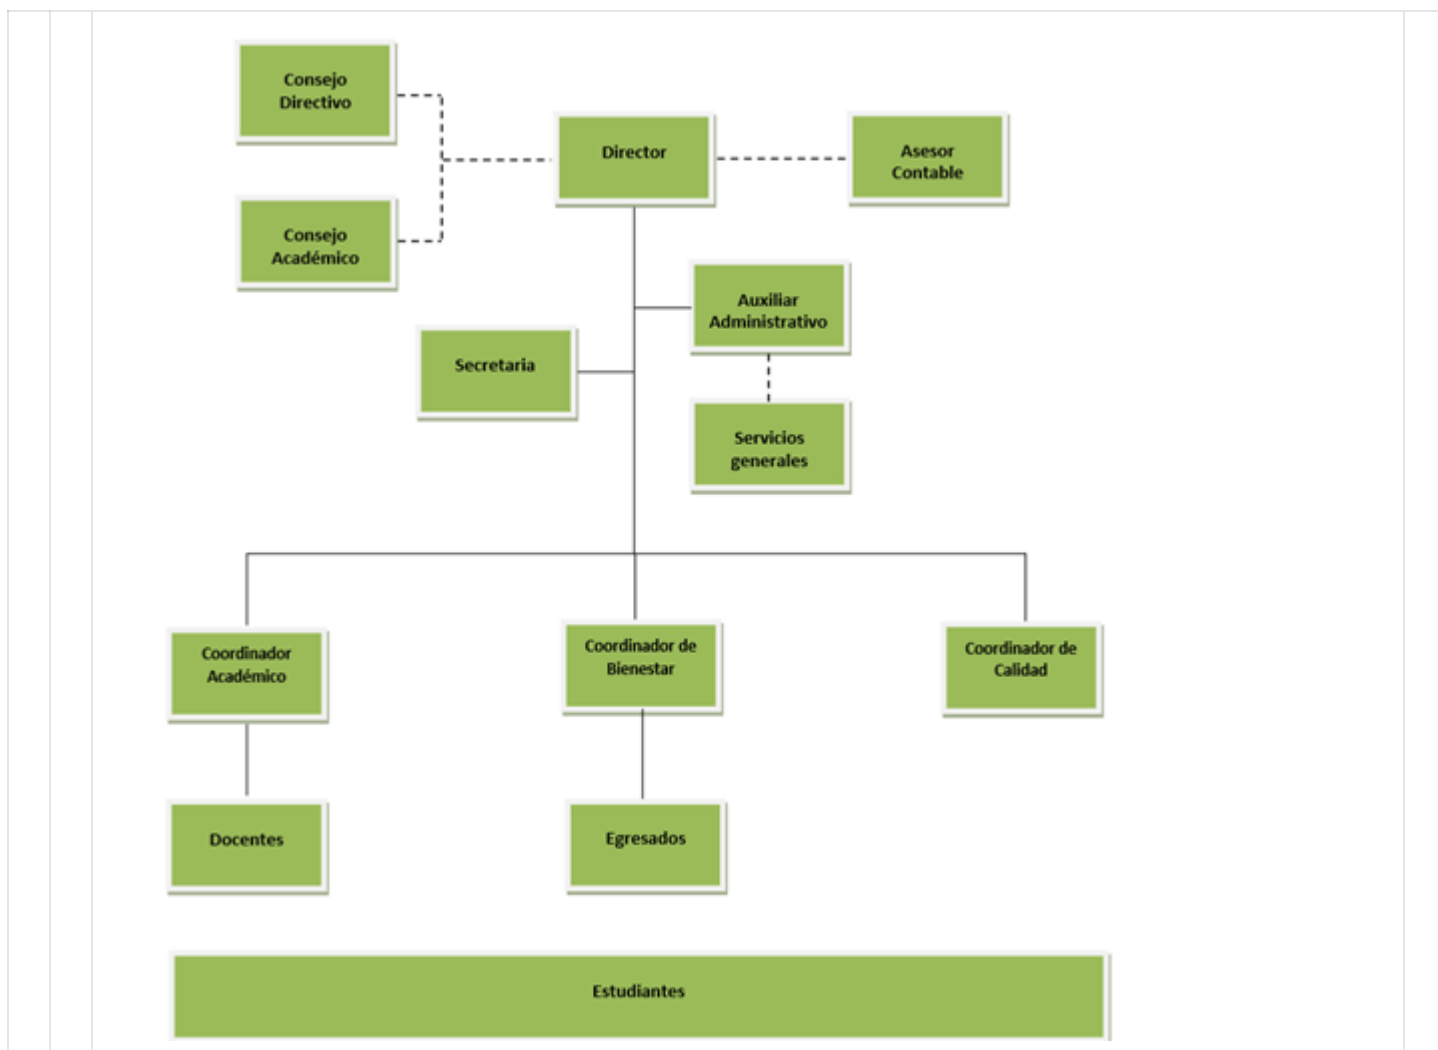 Consejo
Directivo
Director
Asesor
Contable
Consejo
Académico
Auxiliar
Administrativo
Secretaria
Servicios
generales
Coordinador
Académico
Coordinador de
Bienestar
Coordinador de
Calidad
Docentes
Egresados
Estudiantes